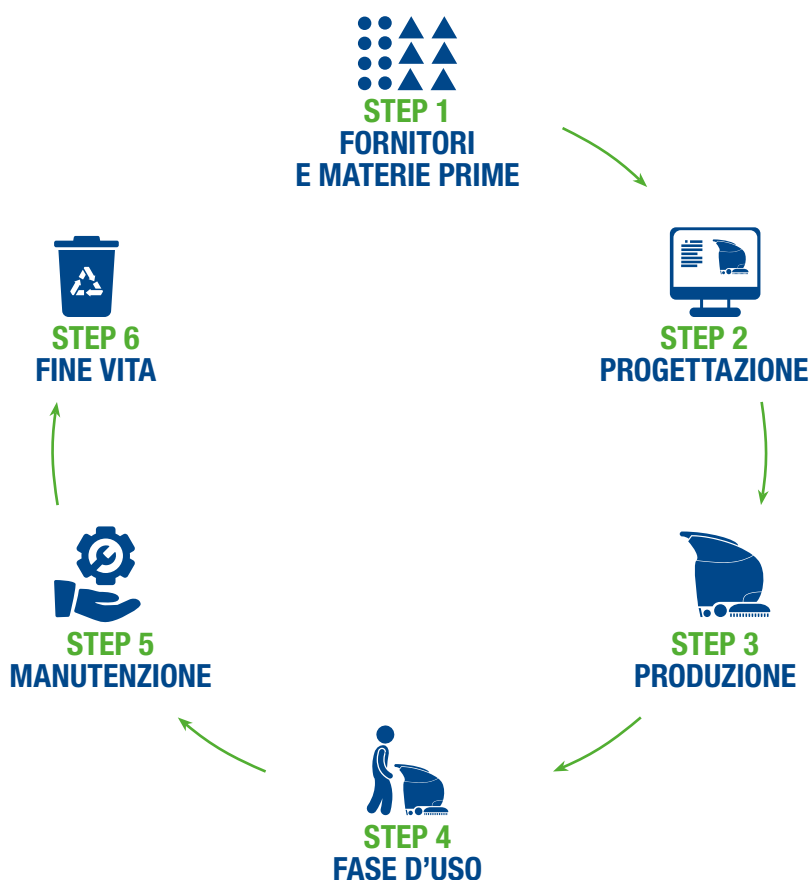 STEP 1
FORNITORI
E MATERIE PRIME
STEP 2
PROGETTAZIONE
STEP 3
PRODUZIONE
STEP 4
FASE D'USO
STEP 5
MANUTENZIONE
STEP 6
FINE VITA